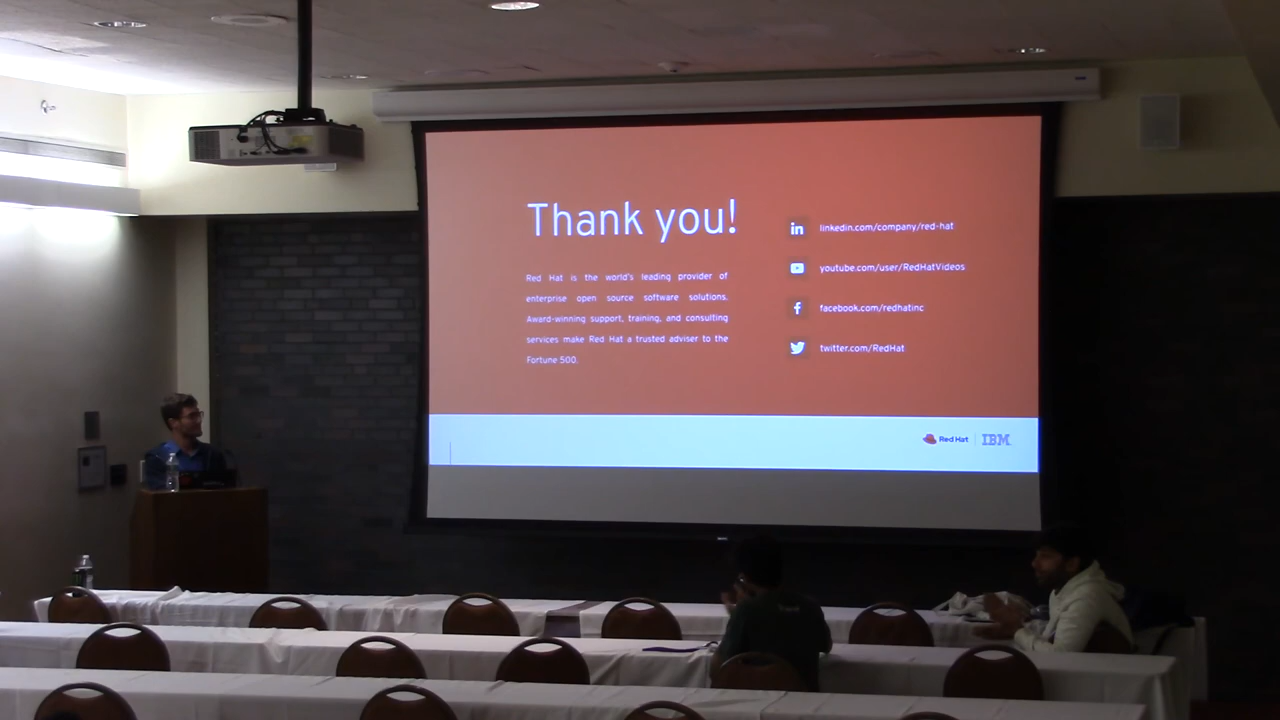 Thank you!
Red Hat is the world's leading provider of
enterprise open source software solutions.
Award-winning support, training, and consulting
services make Red Hat a trusted adviser to the
Fortune 500.
linkedin.com/company/red-hat
youtube.com/user/RedHatVideos
facebook.com/redhatinc
twitter.com/RedHat
Red Hat
IBM